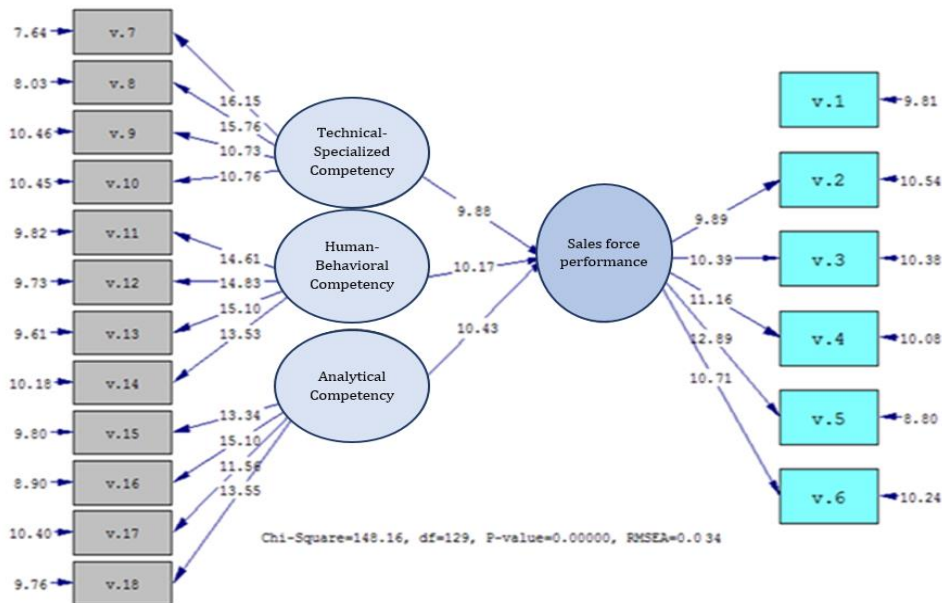 7.64
v.7
8.03
v.8
10.46
v.9
10.45
v.10
9.82
v.11
9.73
v.12
9.61
v.13
10.18
v.14
9.80
v.15
8.90
v.16
10.40
v.17
9.76
v.18
16.15
15.76
10.73
10.76
14.61
14.83
15.10
13.53
13.34
15.10
11.56
13.55
Technical-
Specialized
Competency
Human-
Behavioral
Competency
Analytical
Competency
9.88
10.17
10.43
Sales force
performance
9.89
10.39
11.16
12.89
10.71
v.1
9.81
v.2
10.54
v.3
10.38
v.4
10.08
v.5
8.80
v.6
10.24
Chi-Square=148.16, df=129, P-value=0.00000, RMSEA=0.034